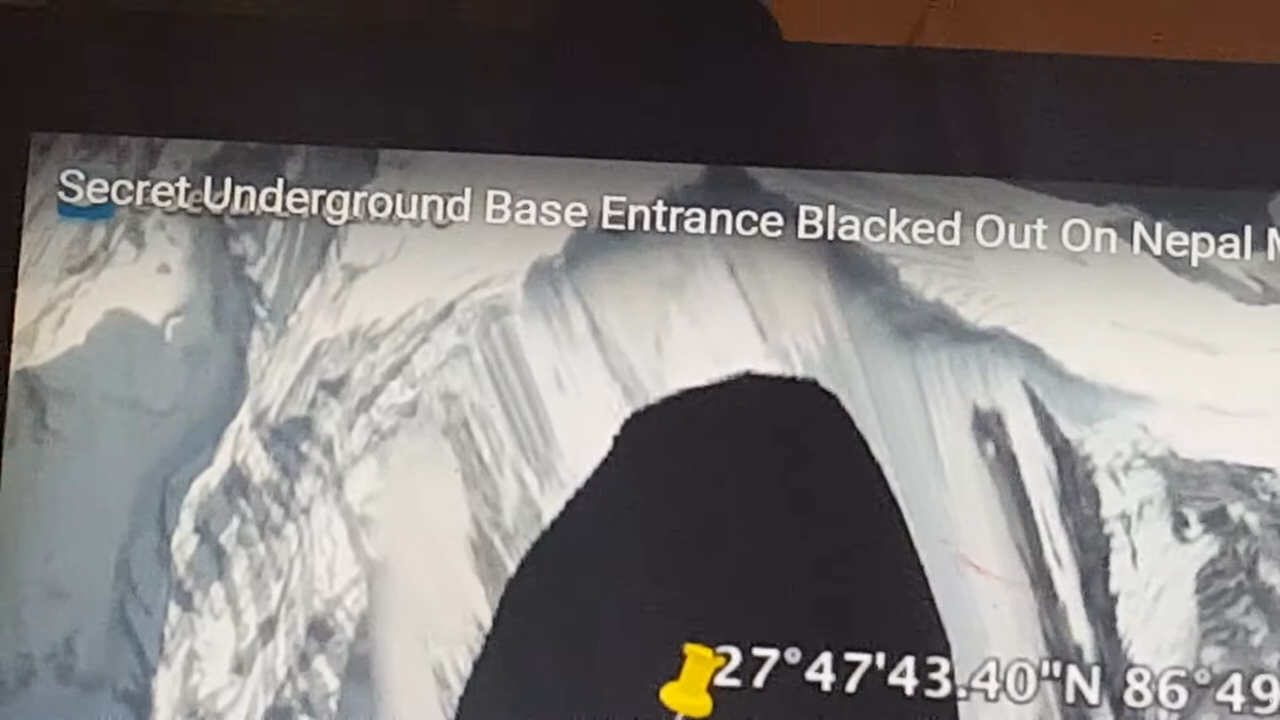 Secret Underground Base Entrance Blacked Out On Nepal
27°47'43.40"N 86°49